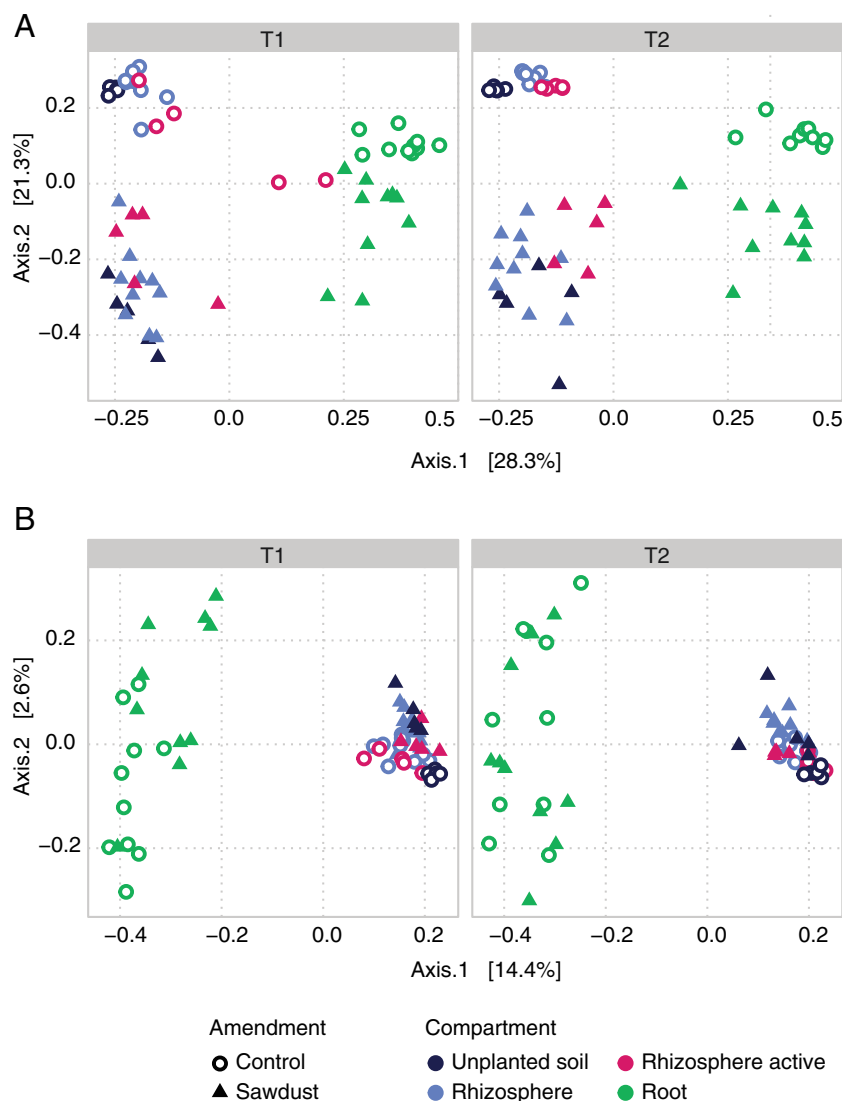 A
T1
T2
0.2
0.0
−0.2
−0.4
Axis.2 [21.3%]
−0.25
0.0
0.25
0.5
−0.25
0.0
0.25
0.5
Axis.1 [28.3%]
B
T1
T2
0.2
0.0
−0.2
Axis.2 [2.6%]
−0.4
−0.2
0.0
0.2
−0.4
−0.2
0.0
0.2
Axis.1 [14.4%]
Amendment
Control
Sawdust
Compartment
Unplanted soil
Rhizosphere active
Rhizosphere
Root